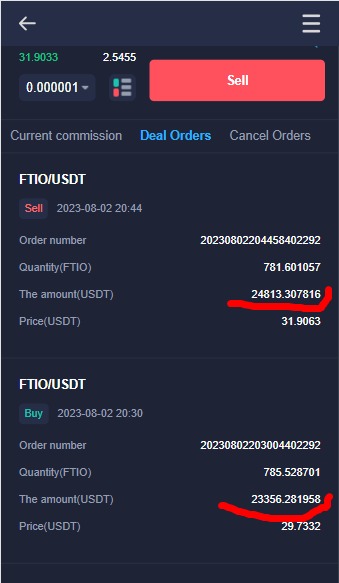 31.9033 2.5455
0.000001 Sell
Current commission Deal Orders Cancel Orders
FTIO/USDT
Sell 2023-08-02 20:44
Order number 20230802204458402292
Quantity(FTIO) 781.601057
The amount(USDT) 24813.307816
Price(USDT) 31.9063
FTIO/USDT
Buy 2023-08-02 20:30
Order number 20230802203004402292
Quantity(FTIO) 785.528701
The amount(USDT) 23356.281958
Price(USDT) 29.7332